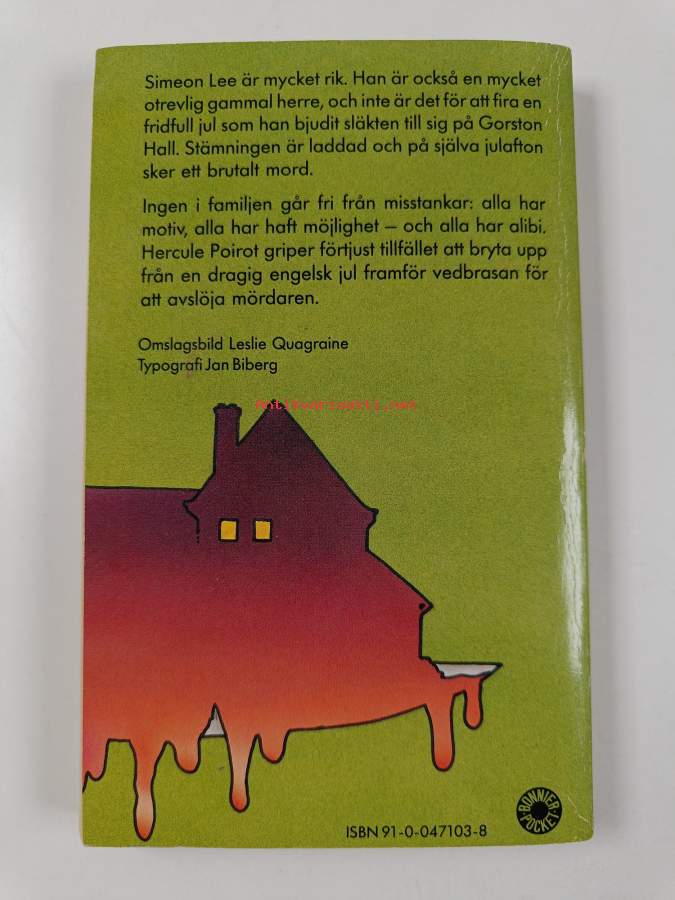 Simeon Lee är mycket rik. Han är också en mycket
otrevlig gammal herre, och inte är det för att fira en
fridfull jul som han bjudit släkten till sig på Gorston
Hall. Stämningen är laddad och på själva julafton
sker ett brutalt mord.
Ingen i familjen går fri från misstankar: alla har
motiv, alla har haft möjlighet – och alla har alibi.
Hercule Poirot griper förtjust tillfället att bryta upp
från en dragig engelsk jul framför vedbrasan för
att avslöja mördaren.
Omslagsbild Leslie Quagraine
Typografi Jan Biberg
antikvariaatti.net
BONNIER
POCKET
ISBN 91-0-047103-8